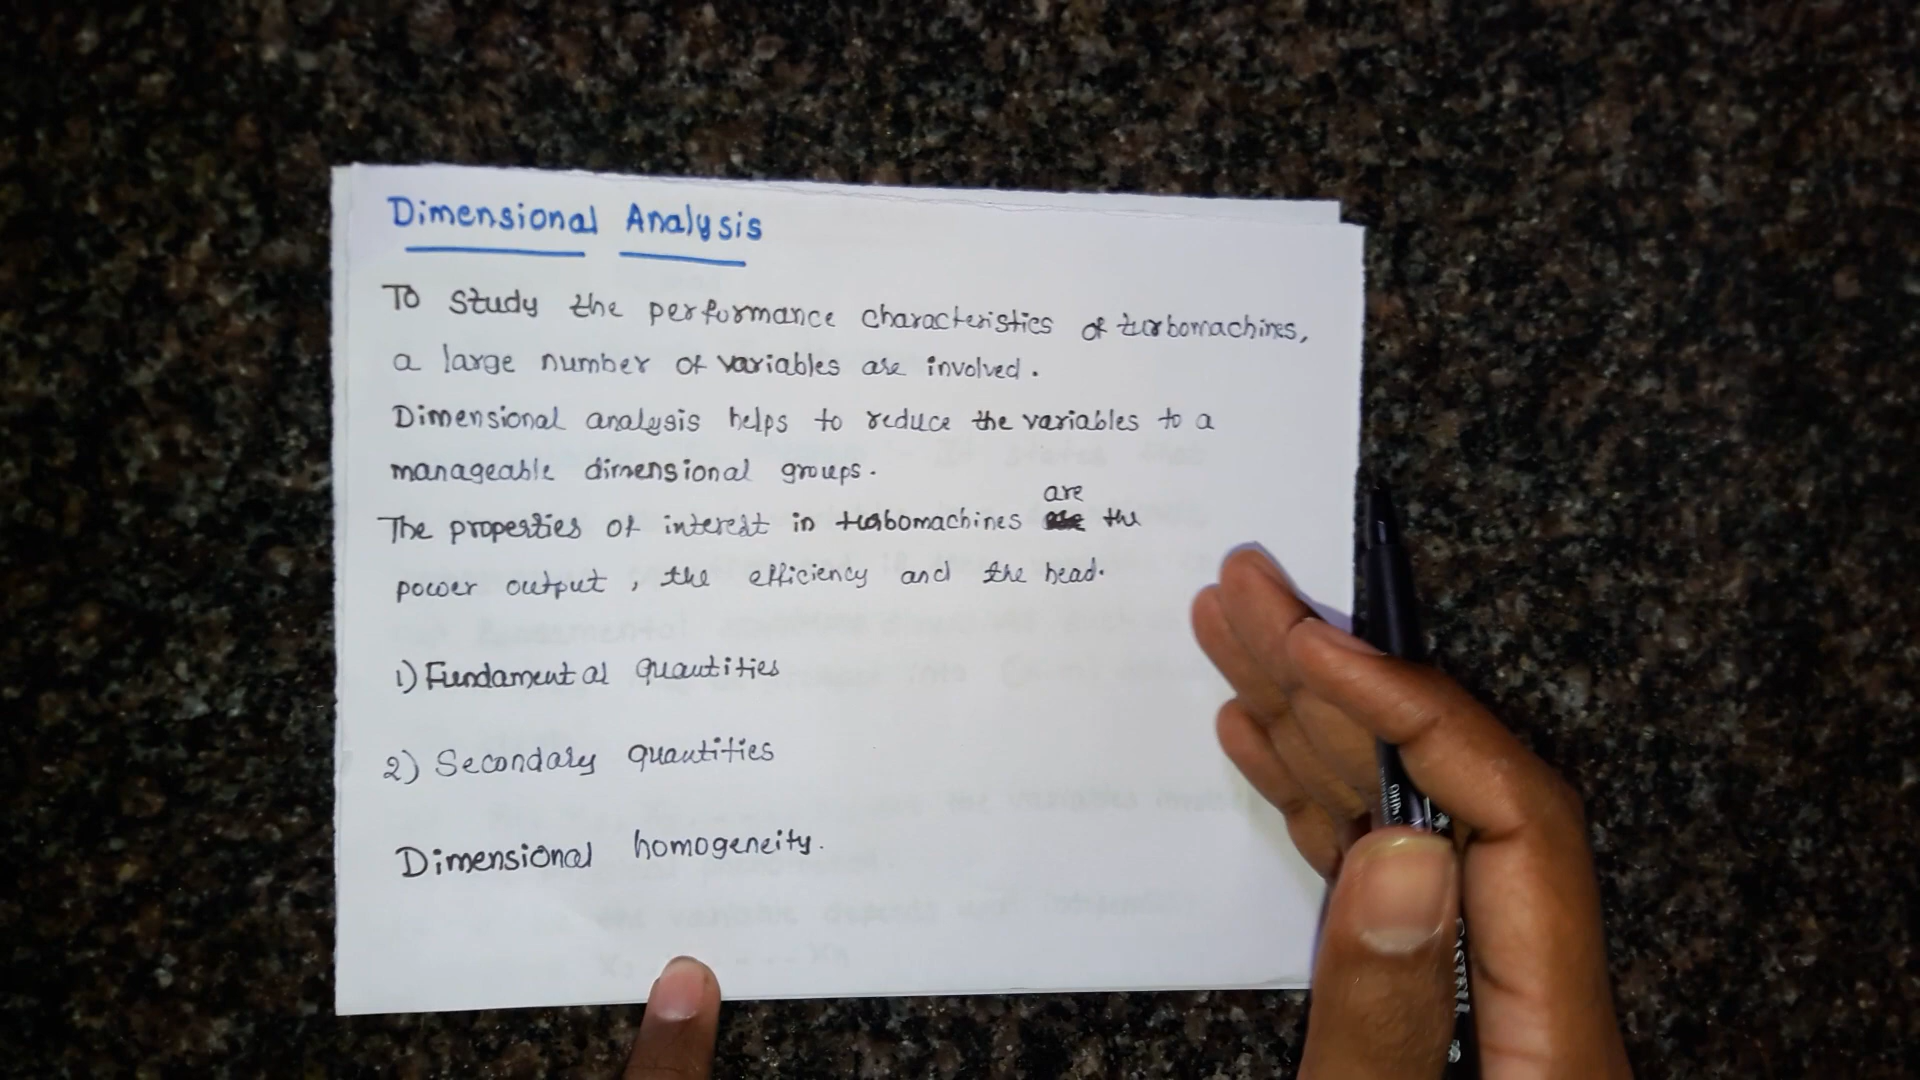 Dimensional Analysis
To study the performance characteristics of turbomachines,
a large number of variables are involved.
Dimensional analysis helps to reduce the variables to a
manageable dimensional groups.
are
The properties of interest in turbomachines the
power output, the efficiency and the head.
1) Fundamental quantities
2) Secondary quantities
Dimensional homogeneity.